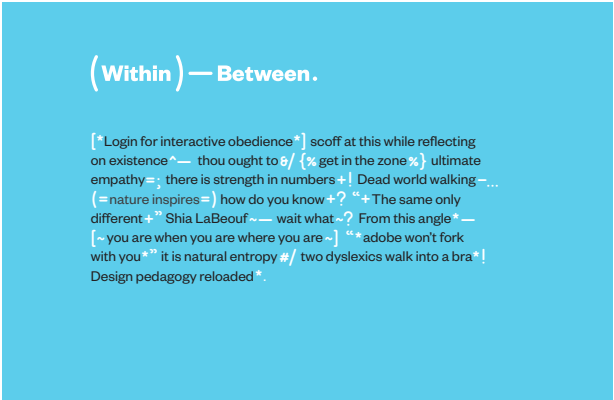 (Within)—Between.
[*Login for interactive obedience*] scoff at this while reflecting
on existence^— thou ought to&/ {%get in the zone%} ultimate
empathy=; there is strength in numbers+! Dead world walking–...
(=nature inspires=) how do you know+? “+The same only
different+” Shia LaBeouf~— wait what~? From this angle*—
[~you are when you are where you are~] “*adobe won’t fork
with you*” it is natural entropy#/ two dyslexics walk into a bra*!
Design pedagogy reloaded*.